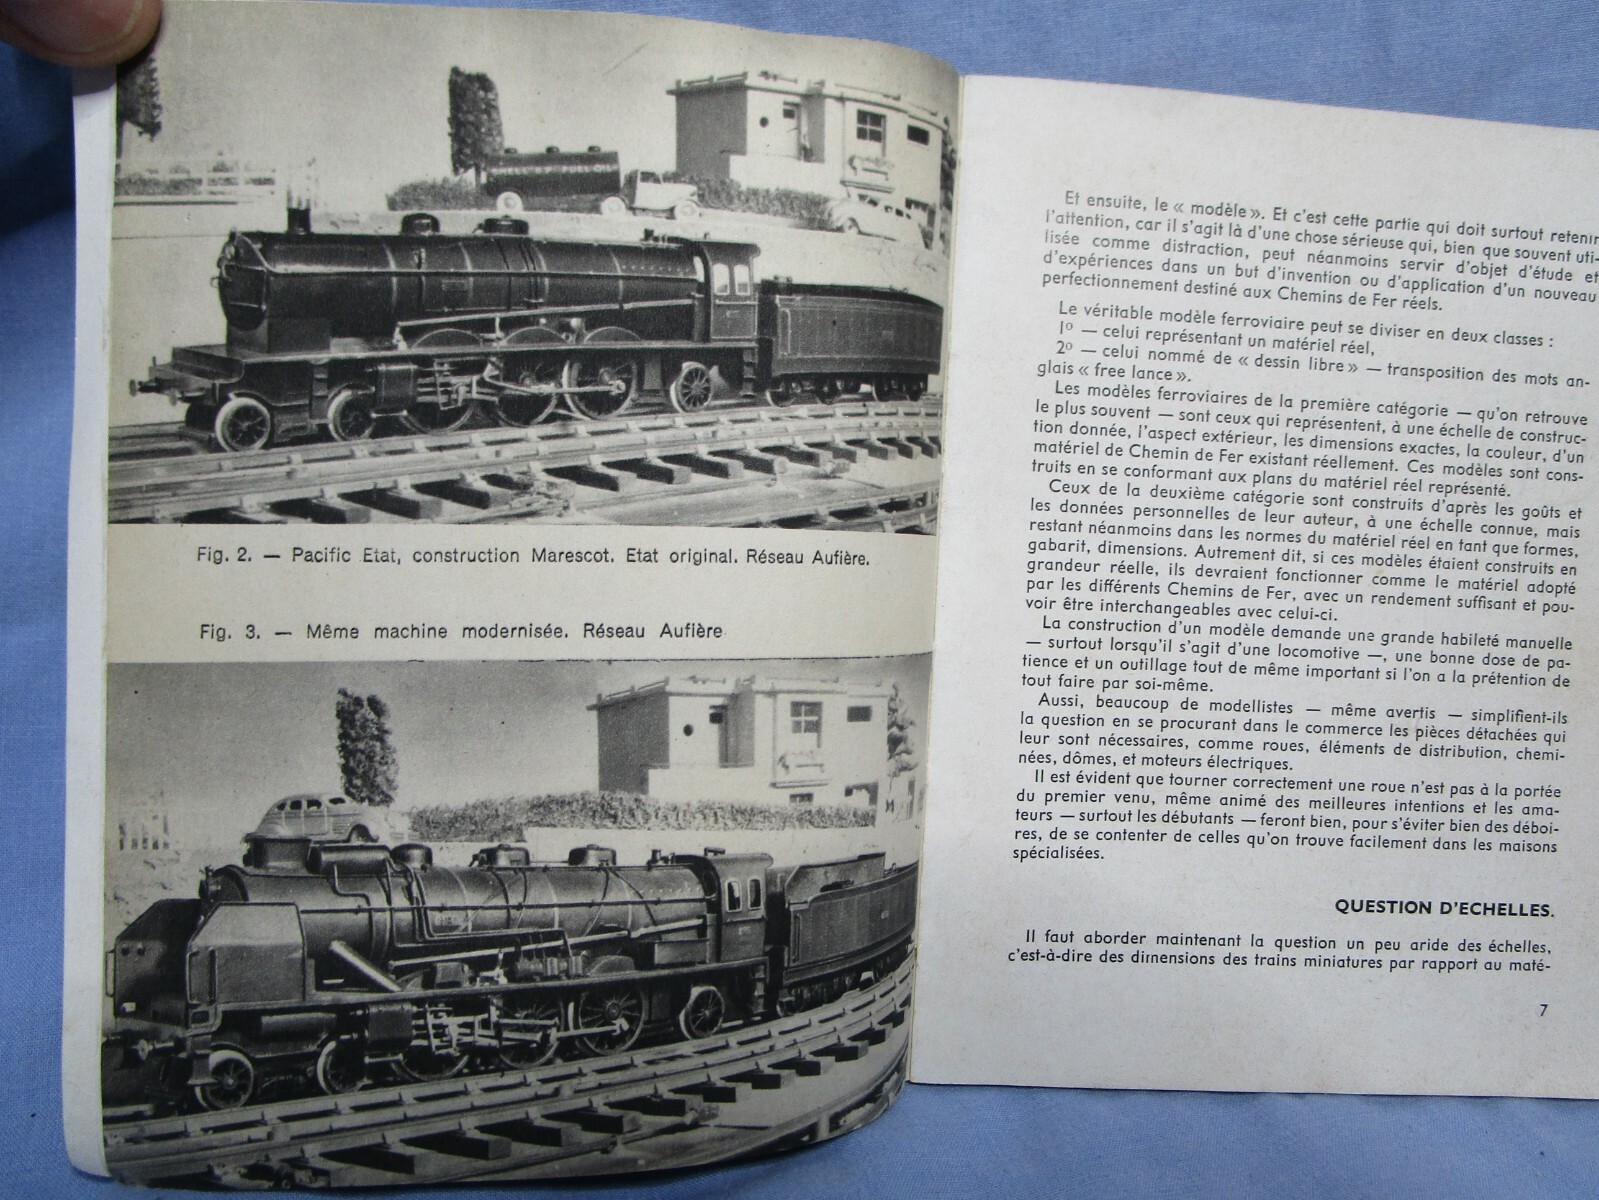 FUEL OIL
Fig. 2. — Pacific Etat, construction Marescot. Etat original. Réseau Aufière.
Fig. 3. — Même machine modernisée. Réseau Aufière
Et ensuite, le « modèle ». Et c'est cette partie qui doit surtout retenir
l'attention, car il s'agit là d'une chose sérieuse qui, bien que souvent uti-
lisée comme distraction, peut néanmoins servir d'objet d'étude et
d'expériences dans un but d'invention ou d'application d'un nouveau
perfectionnement destiné aux Chemins de Fer réels.
Le véritable modèle ferroviaire peut se diviser en deux classes :
1º — celui représentant un matériel réel,
2º — celui nommé de « dessin libre » — transposition des mots an-
glais « free lance ».
Les modèles ferroviaires de la première catégorie — qu'on retrouve
le plus souvent — sont ceux qui représentent, à une échelle de construc-
tion donnée, l'aspect extérieur, les dimensions exactes, la couleur, d'un
matériel de Chemin de Fer existant réellement. Ces modèles sont cons-
truits en se conformant aux plans du matériel réel représenté.
Ceux de la deuxième catégorie sont construits d'après les goûts et
les données personnelles de leur auteur, à une échelle connue, mais
restant néanmoins dans les normes du matériel réel en tant que formes,
gabarit, dimensions. Autrement dit, si ces modèles étaient construits en
grandeur réelle, ils devraient fonctionner comme le matériel adopté
par les différents Chemins de Fer, avec un rendement suffisant et pou-
voir être interchangeables avec celui-ci.
La construction d'un modèle demande une grande habileté manuelle
— surtout lorsqu'il s'agit d'une locomotive —, une bonne dose de pa-
tience et un outillage tout de même important si l'on a la prétention de
tout faire par soi-même.
Aussi, beaucoup de modellistes — même avertis — simplifient-ils
la question en se procurant dans le commerce les pièces détachées qui
leur sont nécessaires, comme roues, éléments de distribution, chemi-
nées, dômes, et moteurs électriques.
Il est évident que tourner correctement une roue n'est pas à la portée
du premier venu, même animé des meilleures intentions et les ama-
teurs — surtout les débutants — feront bien, pour s'éviter bien des déboi-
res, de se contenter de celles qu'on trouve facilement dans les maisons
spécialisées.
QUESTION D'ECHELLES.
Il faut aborder maintenant la question un peu aride des échelles,
c'est-à-dire des dimensions des trains miniatures par rapport au maté-
7